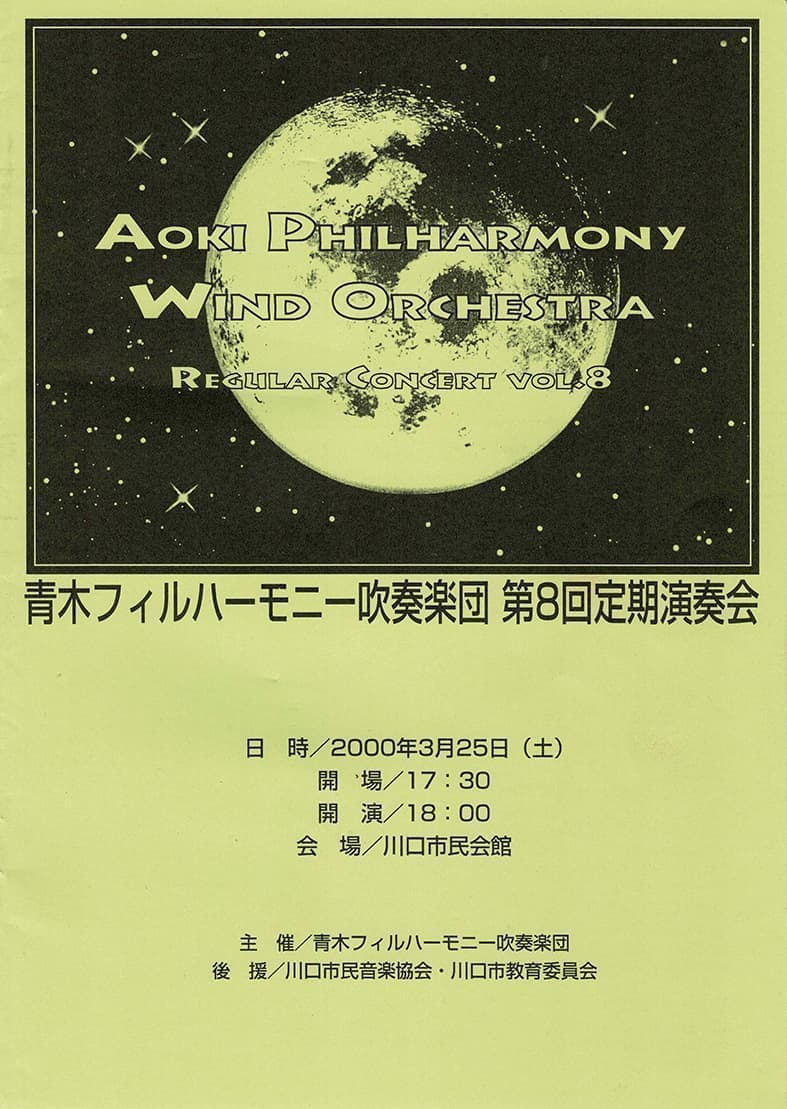 AOKI PHILHARMONY
WIND ORCHESTRA
REGULAR CONCERT VOL.8
青木フィルハーモニー吹奏楽団 第8回定期演奏会
日　時／2000年3月25日（土）
開　場／17：30
開　演／18：00
会　場／川口市民会館
主　催／青木フィルハーモニー吹奏楽団
後　援／川口市民音楽協会・川口市教育委員会